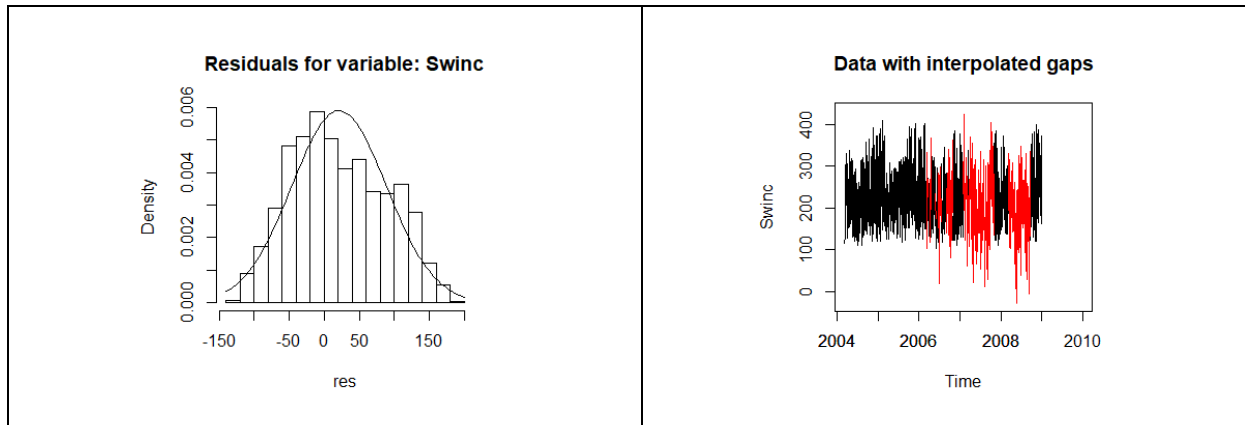 Residuals for variable: Swinc
Density
0.000 0.002 0.004 0.006
-150 -50 0 50 150
res
Data with interpolated gaps
Swinc
0 100 200 300 400
2004 2006 2008 2010
Time